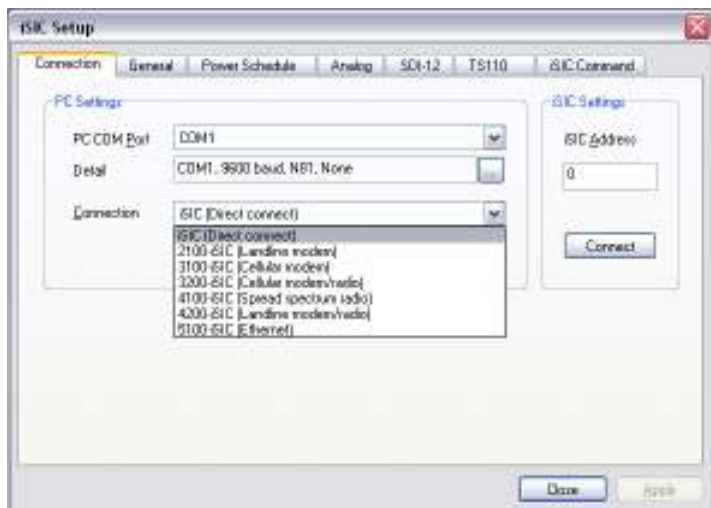 iSIC Setup
Connection General Power Schedule Analog SDI-12 TS110 iSIC Command
PC Settings
PC COM Port COM1
Detail COM1, 9600 baud, N81, None ...
Connection iSIC (Direct connect)
iSIC (Direct connect)
2100-iSIC (Landline modem)
3100-iSIC (Cellular modem)
3200-iSIC (Cellular modem/radio)
4100-iSIC (Spread spectrum radio)
4200-iSIC (Landline modem/radio)
5100-iSIC (Ethernet)
iSIC Settings
iSIC Address
0
Connect
Close Apply